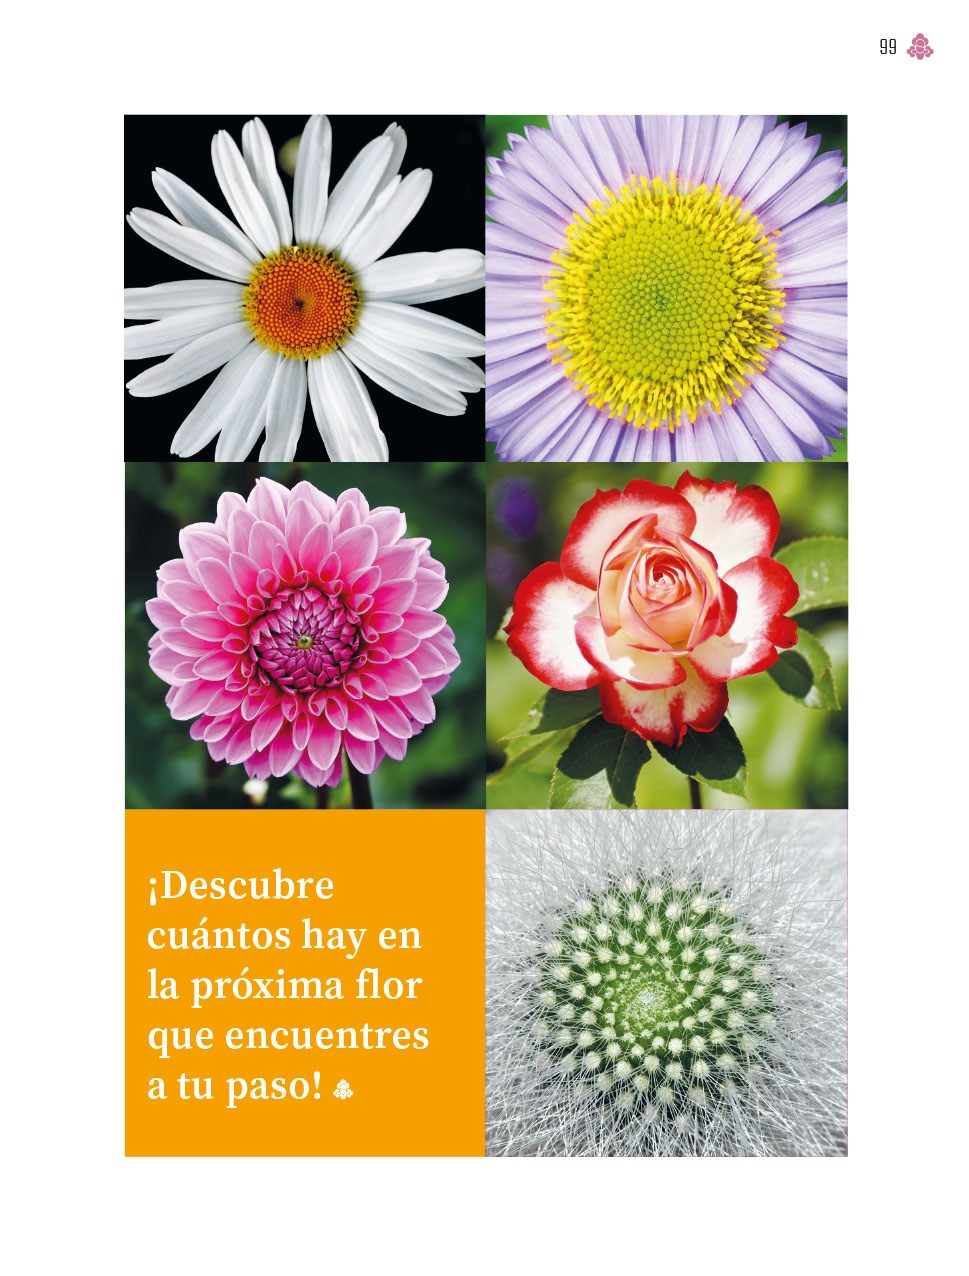 99
¡Descubre
cuántos hay en
la próxima flor
que encuentres
a tu paso!